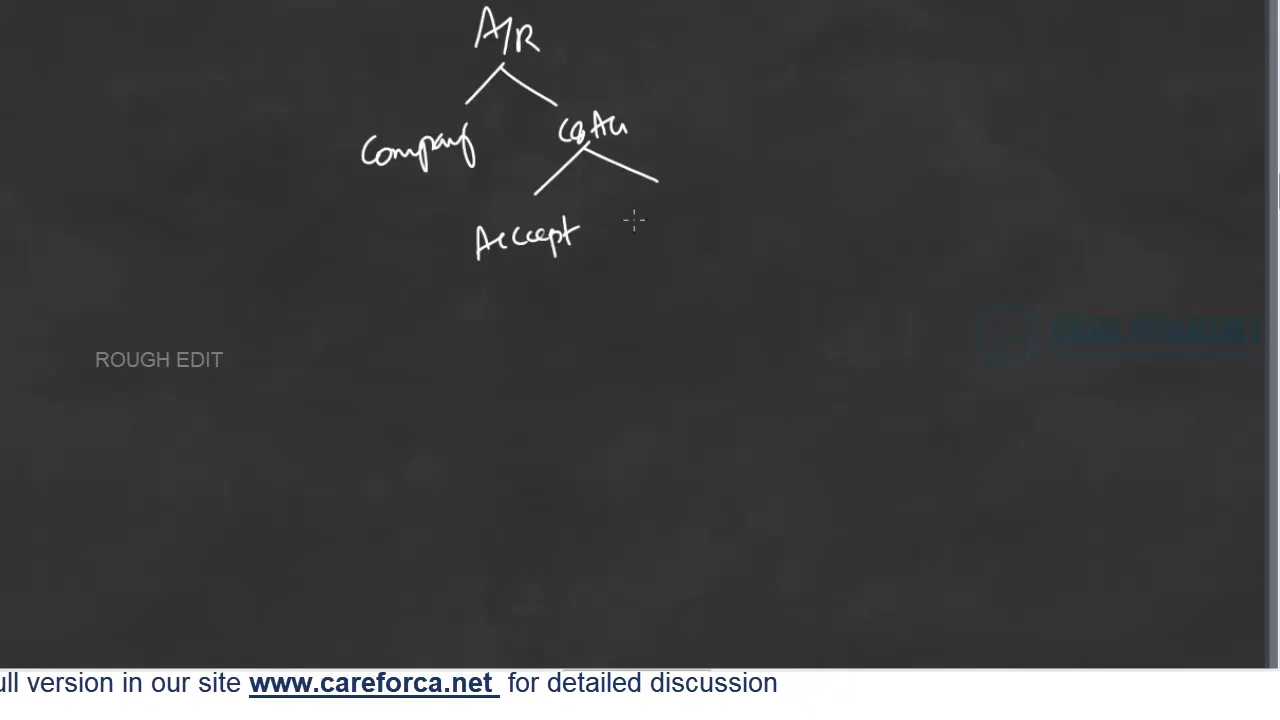 A/R
Company
Accept
ROUGH EDIT
ull version in our site www.careforca.net for detailed discussion